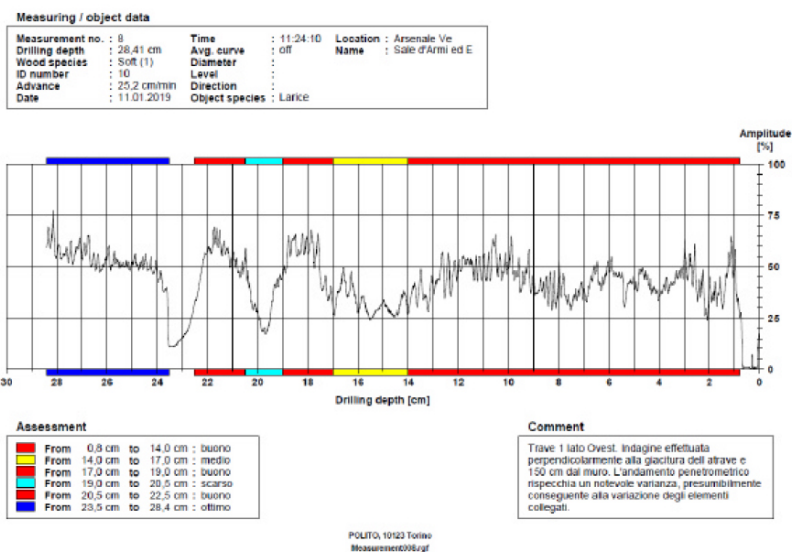 Measuring / object data
Measurement no. : 8 Time : 11:24:10 Location : Arsenale Ve
Drilling depth : 28,41 cm Avg. curve : off Name : Sale d'Armi ed E
Wood species : Soft (1) Diameter :
ID number : 10 Level :
Advance : 25,2 cm/min Direction :
Date : 11.01.2019 Object species : Larice
Amplitude
[%]
100
75
50
25
0
30 28 26 24 22 20 18 16 14 12 10 8 6 4 2 0
Drilling depth [cm]
Assessment
From 0,8 cm to 14,0 cm : buono
From 14,0 cm to 17,0 cm : medio
From 17,0 cm to 19,0 cm : buono
From 19,0 cm to 20,5 cm : scarso
From 20,5 cm to 22,5 cm : buono
From 23,5 cm to 28,4 cm : ottimo
Comment
Trave 1 lato Ovest. Indagine effettuata
perpendicolarmente alla giacitura dell atrave e
150 cm dal muro. L'andamento penetrometrico
rispecchia un notevole varianza, presumibilmente
conseguente alla variazione degli elementi
collegati.
POLITO, 10123 Torino
Measurement008.rgf